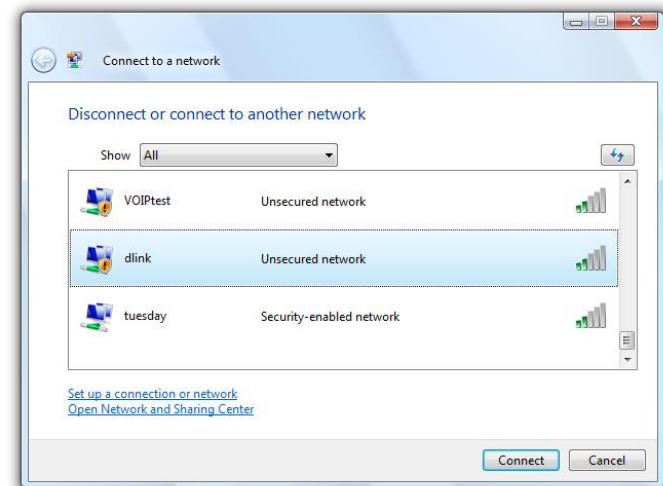 Connect to a network
Disconnect or connect to another network
Show All
VOIPtest Unsecured network
dlink Unsecured network
tuesday Security-enabled network
Set up a connection or network
Open Network and Sharing Center
Connect Cancel